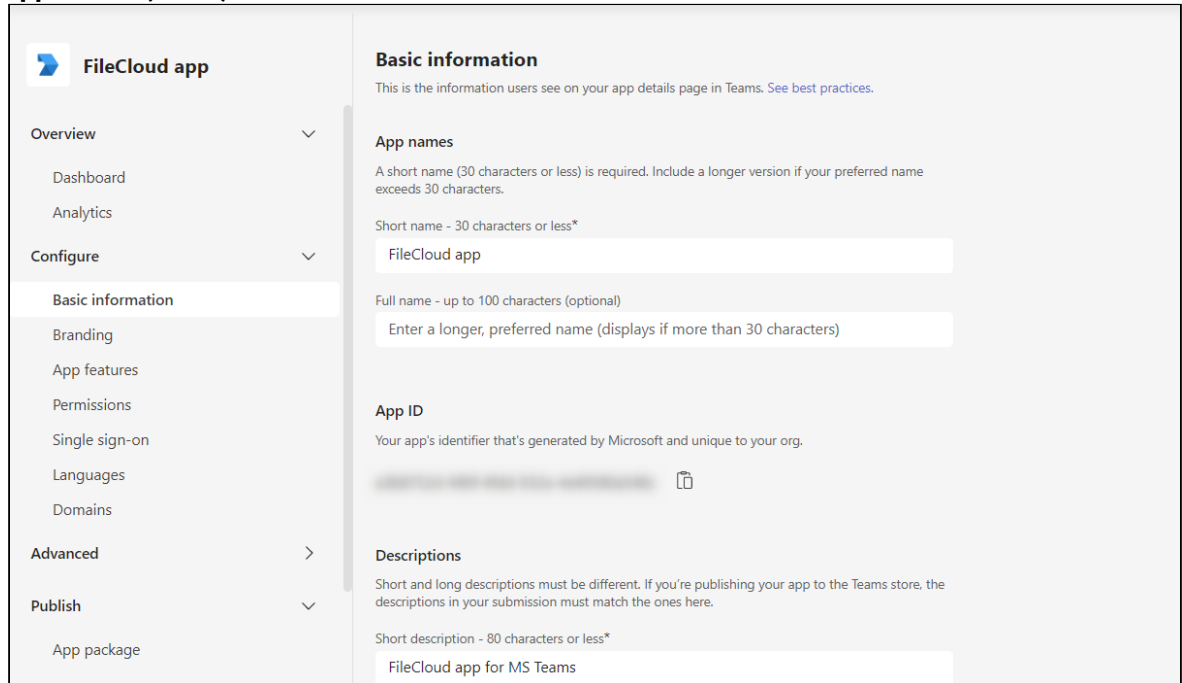 FileCloud app
Overview
Dashboard
Analytics
Configure
Basic information
Branding
App features
Permissions
Single sign-on
Languages
Domains
Advanced
Publish
App package
Basic information
This is the information users see on your app details page in Teams. See best practices.
App names
A short name (30 characters or less) is required. Include a longer version if your preferred name
exceeds 30 characters.
Short name - 30 characters or less*
FileCloud app
Full name - up to 100 characters (optional)
Enter a longer, preferred name (displays if more than 30 characters)
App ID
Your app's identifier that's generated by Microsoft and unique to your org.
Descriptions
Short and long descriptions must be different. If you're publishing your app to the Teams store, the
descriptions in your submission must match the ones here.
Short description - 80 characters or less*
FileCloud app for MS Teams